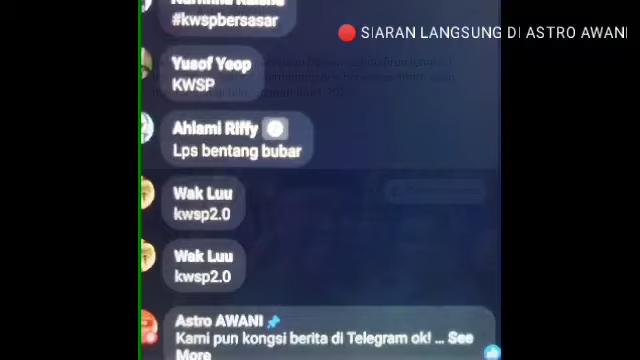 #kwspbersasar
SIARAN LANGSUNG DI ASTRO AWANI
Yusof Yeop
KWSP
Ahlami Riffy
Lps bentang bubar
Wak Luu
kwsp2.0
Wak Luu
kwsp2.0
Astro AWANI
Kami pun kongsi berita di Telegram ok! ... See
More